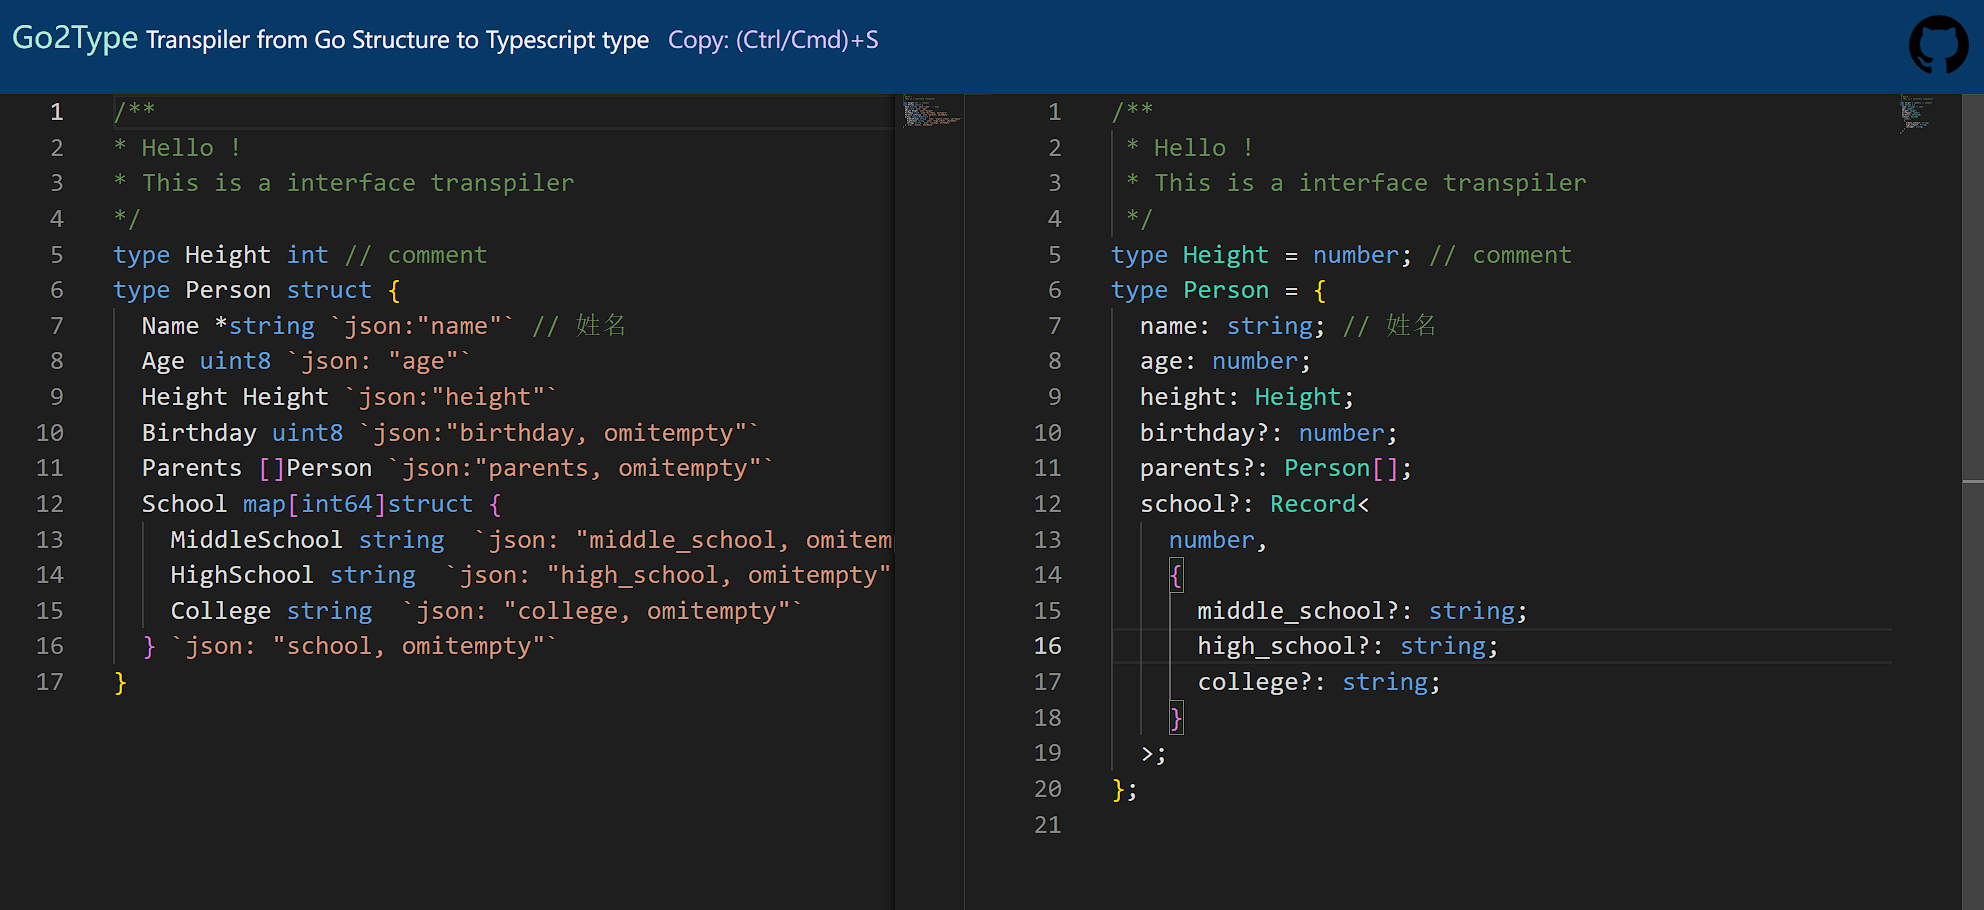 Go2Type Transpiler from Go Structure to Typescript type Copy: (Ctrl/Cmd)+S
1 /**
2 * Hello !
3 * This is a interface transpiler
4 */
5 type Height int // comment
6 type Person struct {
7 Name *string `json:"name"` // 姓名
8 Age uint8 `json: "age"`
9 Height Height `json:"height"`
10 Birthday uint8 `json:"birthday, omitempty"`
11 Parents []Person `json:"parents, omitempty"`
12 School map[int64]struct {
13 MiddleSchool string `json: "middle_school, omitem
14 HighSchool string `json: "high_school, omitempty"
15 College string `json: "college, omitempty"`
16 } `json: "school, omitempty"`
17 }
1 /**
2 * Hello !
3 * This is a interface transpiler
4 */
5 type Height = number; // comment
6 type Person = {
7 name: string; // 姓名
8 age: number;
9 height: Height;
10 birthday?: number;
11 parents?: Person[];
12 school?: Record<
13 number,
14 {
15 middle_school?: string;
16 high_school?: string;
17 college?: string;
18 }
19 >;
20 };
21